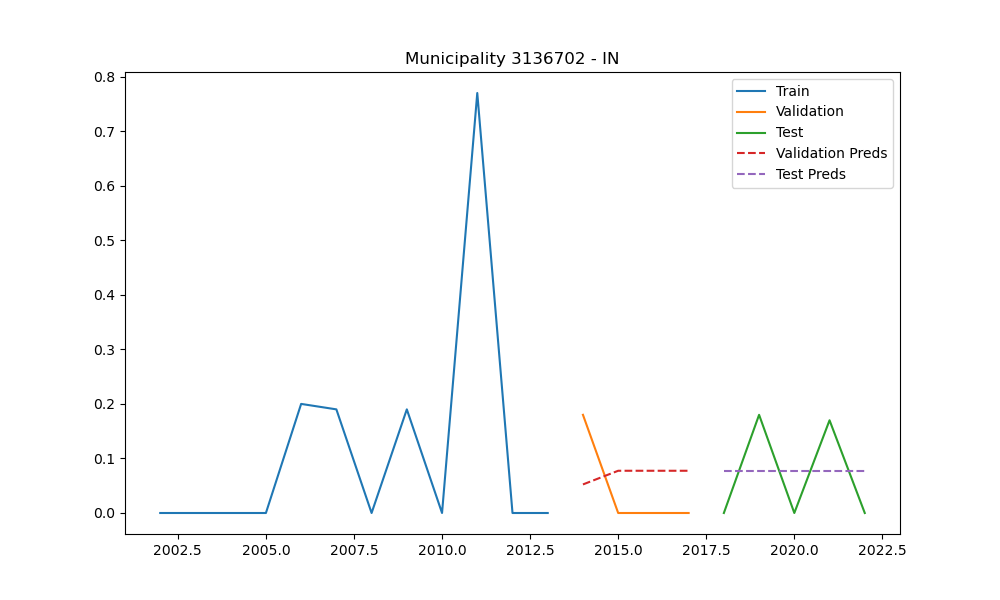 Municipality 3136702 - IN
0.8
0.7
0.6
0.5
0.4
0.3
0.2
0.1
0.0
2002.5 2005.0 2007.5 2010.0 2012.5 2015.0 2017.5 2020.0 2022.5
Train
Validation
Test
Validation Preds
Test Preds